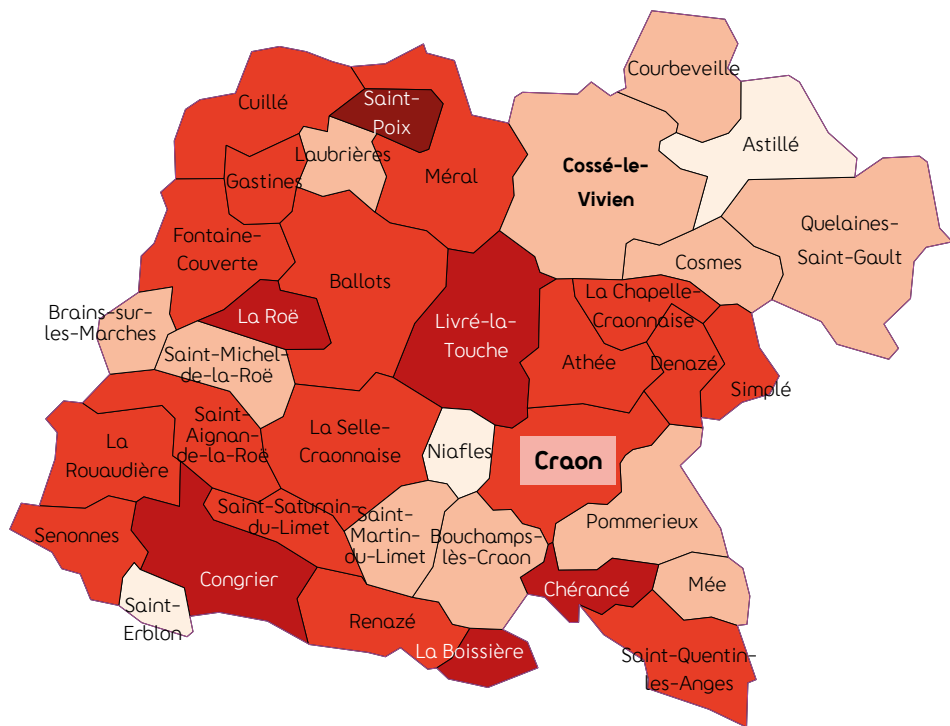 Courbeveille
Cuillé
Saint-
Poix
Astillé
Laubrières
Gastines
Méral
Cossé-le-
Vivien
Quelaines-
Saint-Gault
Fontaine-
Couverte
Cosmes
Ballots
La Chapelle-
Craonnaise
Brains-sur-
les-Marches
La Roë
Livré-la-
Touche
Saint-Michel-
de-la-Roë
Athée
Denazé
Simplé
La
Rouaudière
Saint-
Aignan-
de-la-Roë
La Selle-
Craonnaise
Niafles
Craon
Senonnes
Saint-Saturnin-
du-Limet
Saint-
Martin-
du-Limet
Bouchamps-
lès-Craon
Pommerieux
Congrier
Chérancé
Mée
Saint-
Erblon
Renazé
La Boissière
Saint-Quentin-
les-Anges